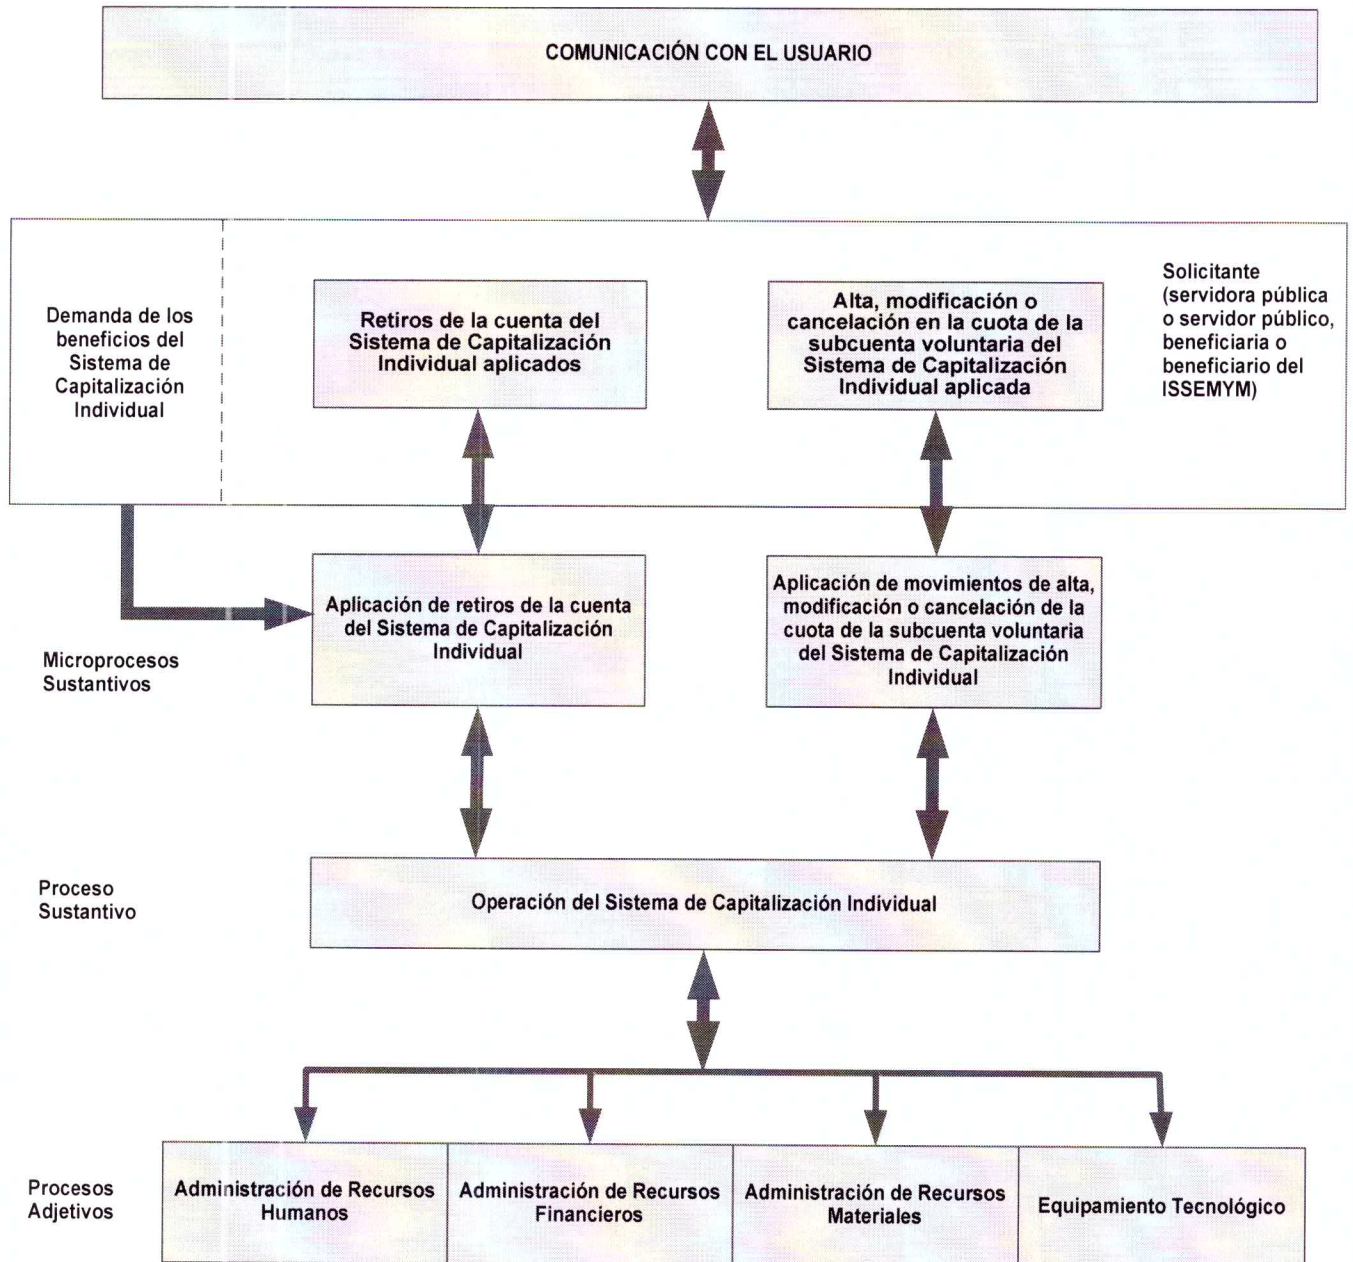 COMUNICACIÓN CON EL USUARIO
Demanda de los
beneficios del
Sistema de
Capitalización
Individual
Retiros de la cuenta del
Sistema de Capitalización
Individual aplicados
Alta, modificación o
cancelación en la cuota de la
subcuenta voluntaria del
Sistema de Capitalización
Individual aplicada
Solicitante
(servidora pública
o servidor público,
beneficiaria o
beneficiario del
ISSEMYM)
Microprocesos
Sustantivos
Aplicación de retiros de la cuenta
del Sistema de Capitalización
Individual
Aplicación de movimientos de alta,
modificación o cancelación de la
cuota de la subcuenta voluntaria
del Sistema de Capitalización
Individual
Proceso
Sustantivo
Operación del Sistema de Capitalización Individual
Procesos
Adjetivos
Administración de Recursos
Humanos
Administración de Recursos
Financieros
Administración de Recursos
Materiales
Equipamiento Tecnológico